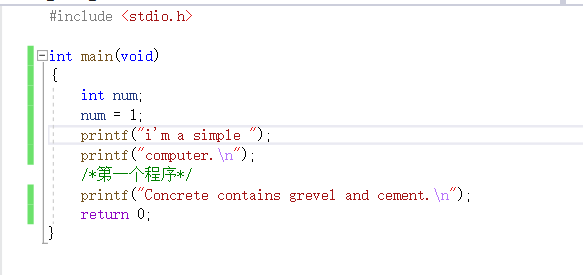 #include <stdio.h>
int main(void)
{
int num;
num = 1;
printf("i'm a simple ");
printf("computer.\n");
/*第一个程序*/
printf("Concrete contains grevel and cement.\n");
return 0;
}